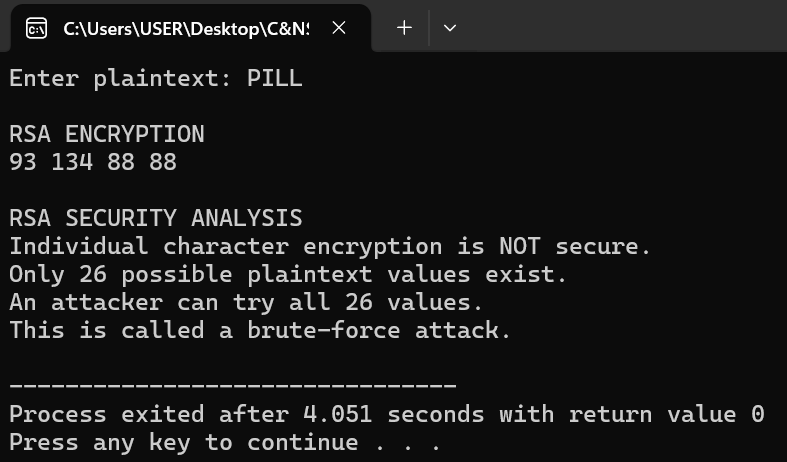 C:\Users\USER\Desktop\C&N
Enter plaintext: PILL
RSA ENCRYPTION
93 134 88 88
RSA SECURITY ANALYSIS
Individual character encryption is NOT secure.
Only 26 possible plaintext values exist.
An attacker can try all 26 values.
This is called a brute-force attack.
--------------------------------
Process exited after 4.051 seconds with return value 0
Press any key to continue . . .